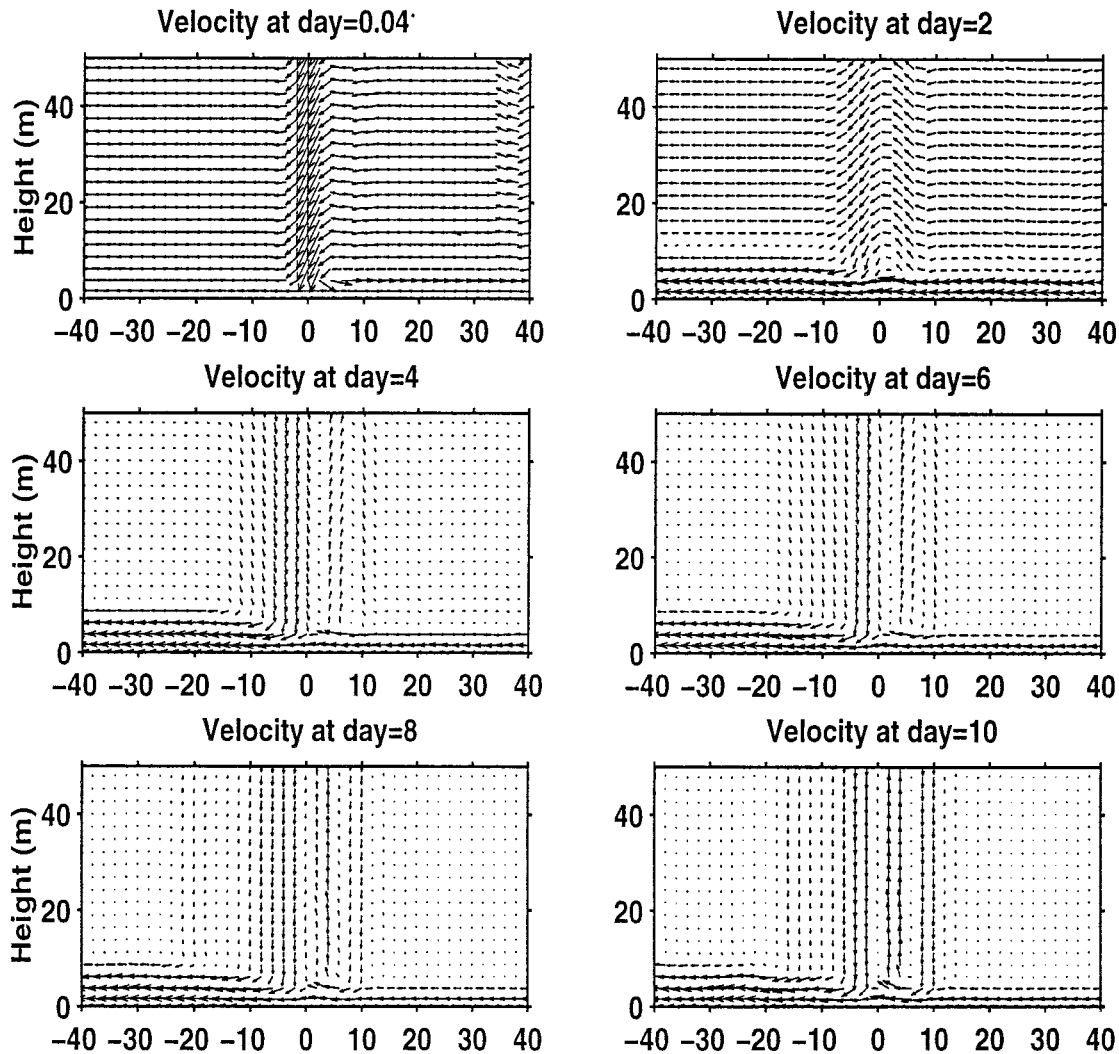 Velocity at day=0.04
Velocity at day=2
Height (m)
40
20
0
40
20
0
−40 −30 −20 −10 0 10 20 30 40
−40 −30 −20 −10 0 10 20 30 40
Velocity at day=4
Velocity at day=6
Height (m)
40
20
0
40
20
0
−40 −30 −20 −10 0 10 20 30 40
−40 −30 −20 −10 0 10 20 30 40
Velocity at day=8
Velocity at day=10
Height (m)
40
20
0
40
20
0
−40 −30 −20 −10 0 10 20 30 40
−40 −30 −20 −10 0 10 20 30 40